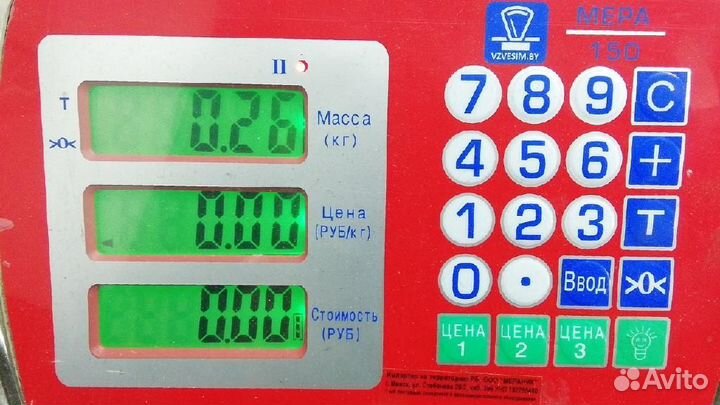 VZVESIM.BY
МЕРА
150
II
Т
>0<
0.26
Масса
(кг)
0.00
Цена
(РУБ/кг)
0.00
Стоимость
(РУБ)
7 8 9 C
4 5 6 +
1 2 3 T
0 . Ввод >0<
ЦЕНА 1 ЦЕНА 2 ЦЕНА 3
Avito